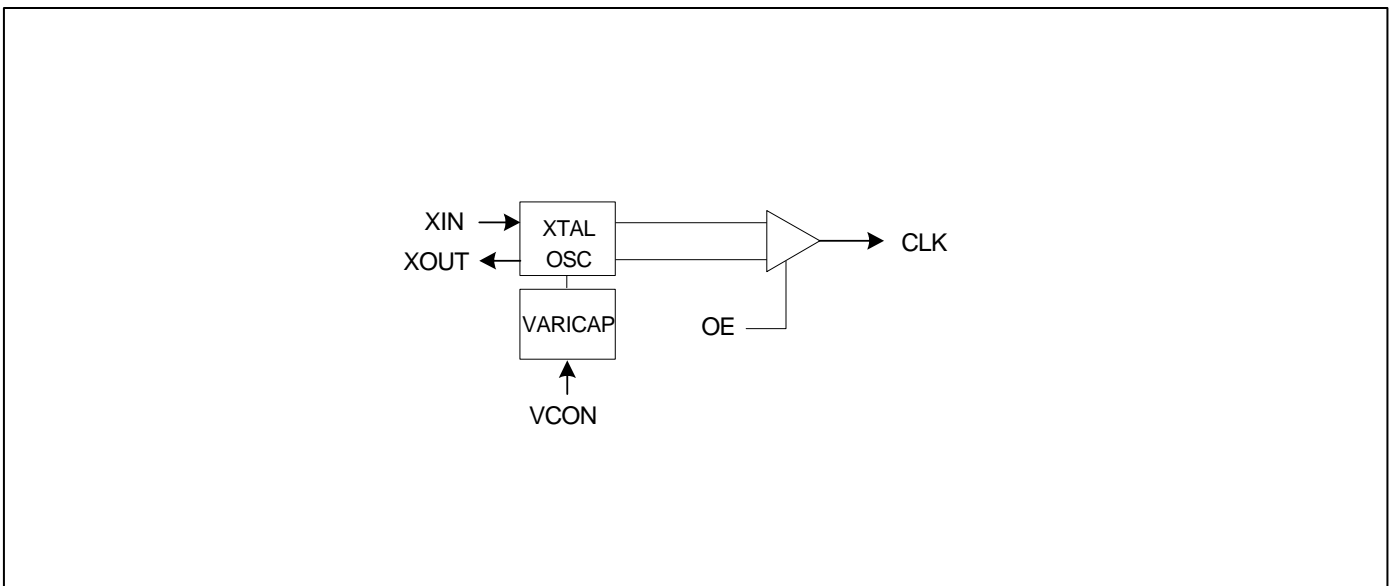 XIN
XTAL
CLK
XOUT
OSC
VARICAP
OE
VCON